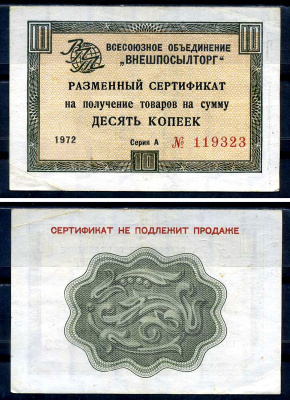 10 ВСЕСОЮЗНОЕ ОБЪЕДИНЕНИЕ 10
„ВНЕШПОСЫЛТОРГ"
РАЗМЕННЫЙ СЕРТИФИКАТ
на получение товаров на сумму
ДЕСЯТЬ КОПЕЕК
1972 Серия А № 119323
10
СЕРТИФИКАТ НЕ ПОДЛЕЖИТ ПРОДАЖЕ